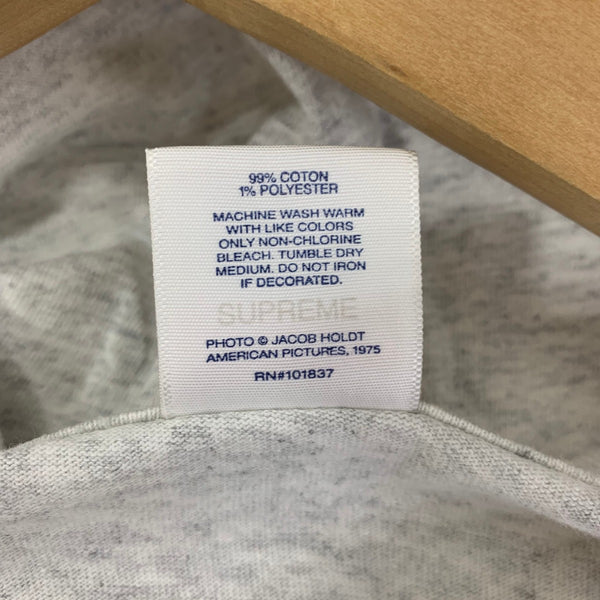 99% COTON
1% POLYESTER
MACHINE WASH WARM
WITH LIKE COLORS
ONLY NON-CHLORINE
BLEACH. TUMBLE DRY
MEDIUM. DO NOT IRON
IF DECORATED.
SUPREME
PHOTO © JACOB HOLDT
AMERICAN PICTURES, 1975
RN#101837